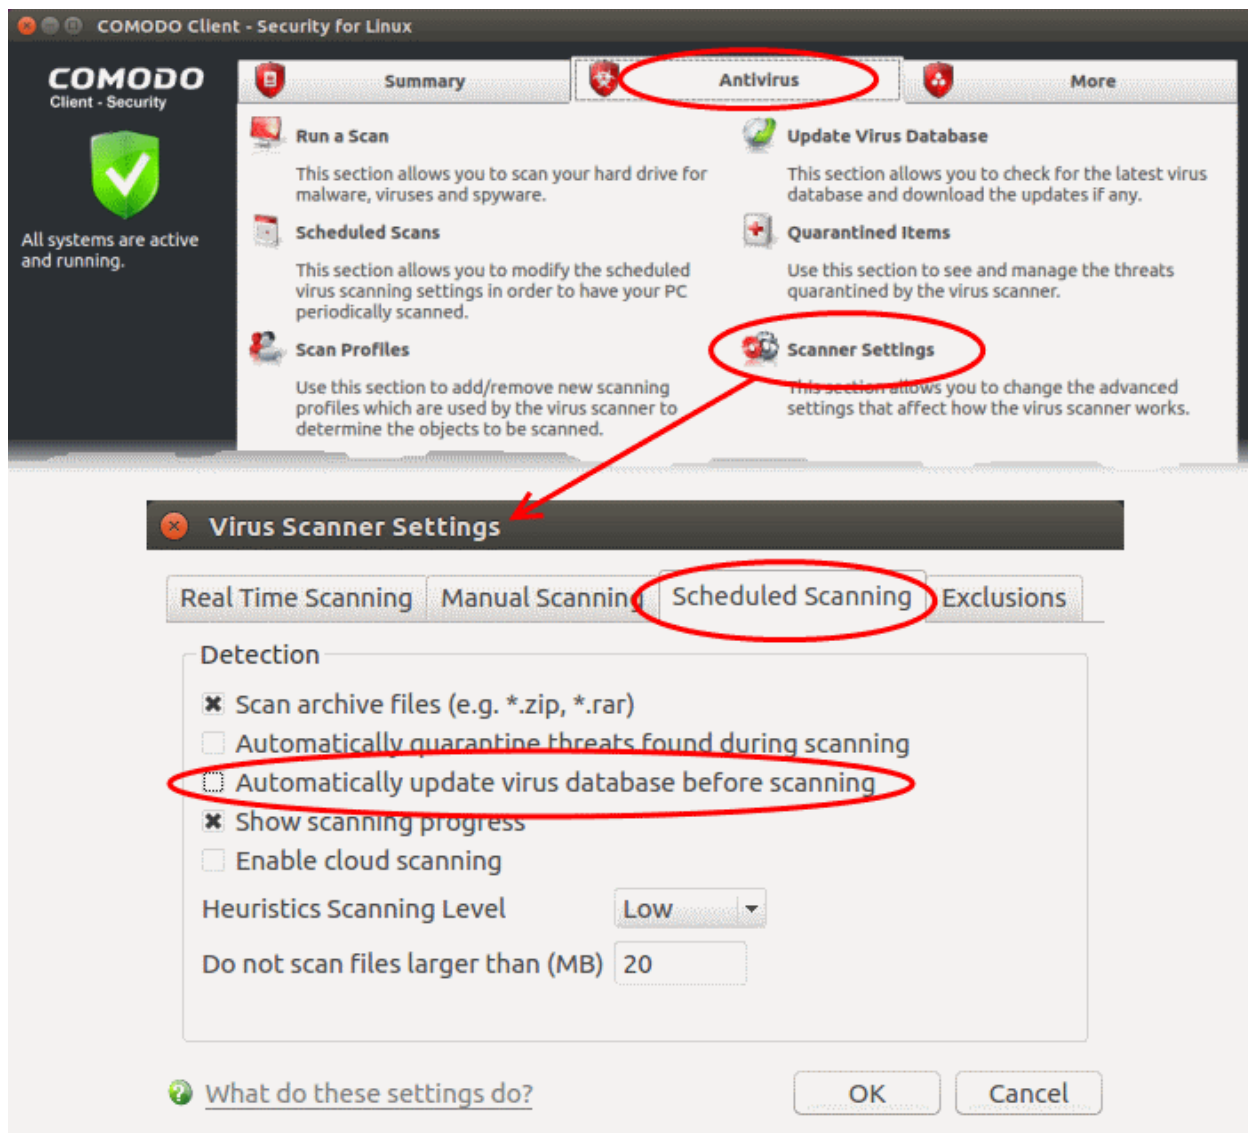 COMODO Client - Security for Linux
COMODO
Client - Security
All systems are active
and running.
Summary
Antivirus
More
Run a Scan
This section allows you to scan your hard drive for
malware, viruses and spyware.
Update Virus Database
This section allows you to check for the latest virus
database and download the updates if any.
Scheduled Scans
This section allows you to modify the scheduled
virus scanning settings in order to have your PC
periodically scanned.
Quarantined Items
Use this section to see and manage the threats
quarantined by the virus scanner.
Scan Profiles
Use this section to add/remove new scanning
profiles which are used by the virus scanner to
determine the objects to be scanned.
Scanner Settings
This section allows you to change the advanced
settings that affect how the virus scanner works.
Virus Scanner Settings
Real Time Scanning
Manual Scanning
Scheduled Scanning
Exclusions
Detection
Scan archive files (e.g. *.zip, *.rar)
Automatically quarantine threats found during scanning
Automatically update virus database before scanning
Show scanning progress
Enable cloud scanning
Heuristics Scanning Level Low
Do not scan files larger than (MB) 20
What do these settings do?
OK
Cancel